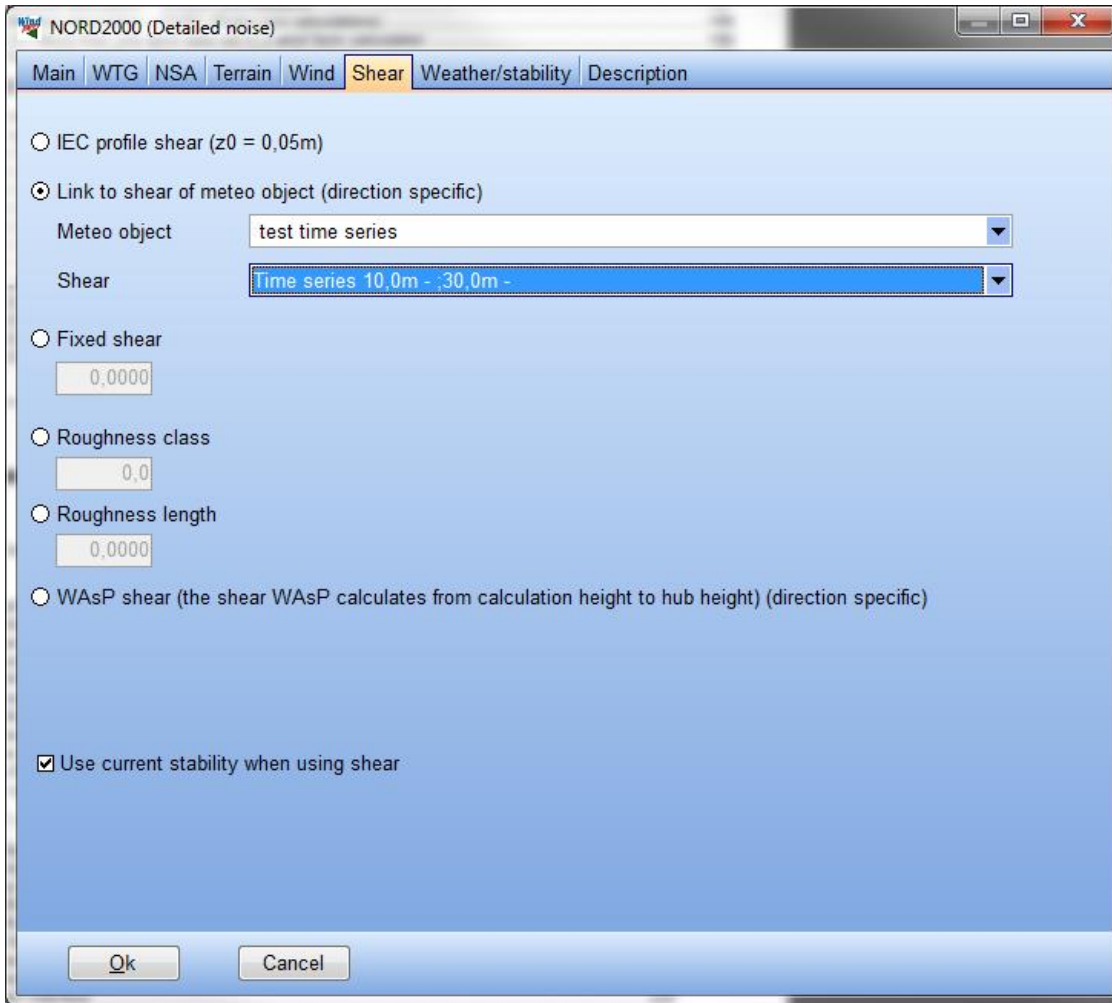 NORD2000 (Detailed noise)
Main WTG NSA Terrain Wind Shear Weather/stability Description
IEC profile shear (z0 = 0,05m)
Link to shear of meteo object (direction specific)
Meteo object test time series
Shear Time series 10,0m - ;30,0m -
Fixed shear
0,0000
Roughness class
0,0
Roughness length
0,0000
WAsP shear (the shear WAsP calculates from calculation height to hub height) (direction specific)
Use current stability when using shear
Ok Cancel